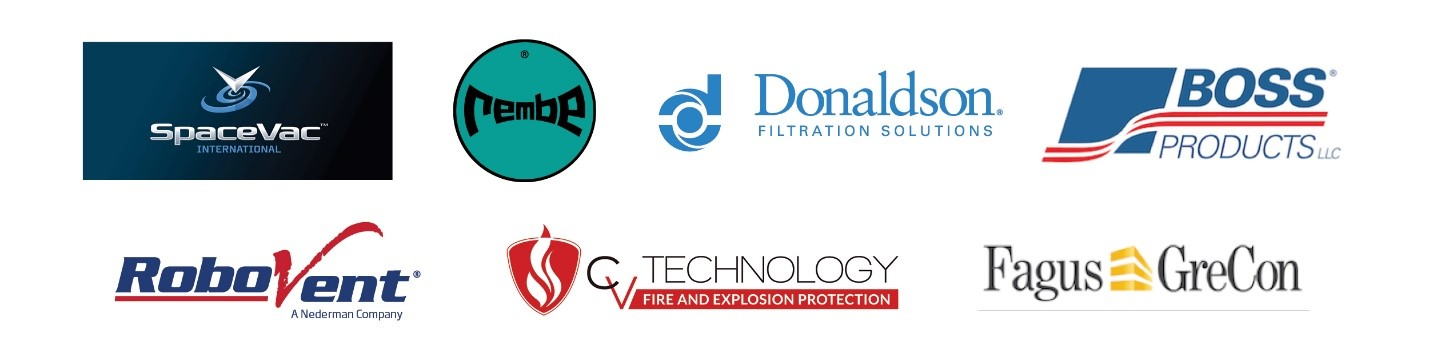 SpaceVac™
INTERNATIONAL
®
rembe
Donaldson®
FILTRATION SOLUTIONS
BOSS®
PRODUCTS LLC
RoboVent®
A Nederman Company
CV TECHNOLOGY
FIRE AND EXPLOSION PROTECTION
Fagus GreCon